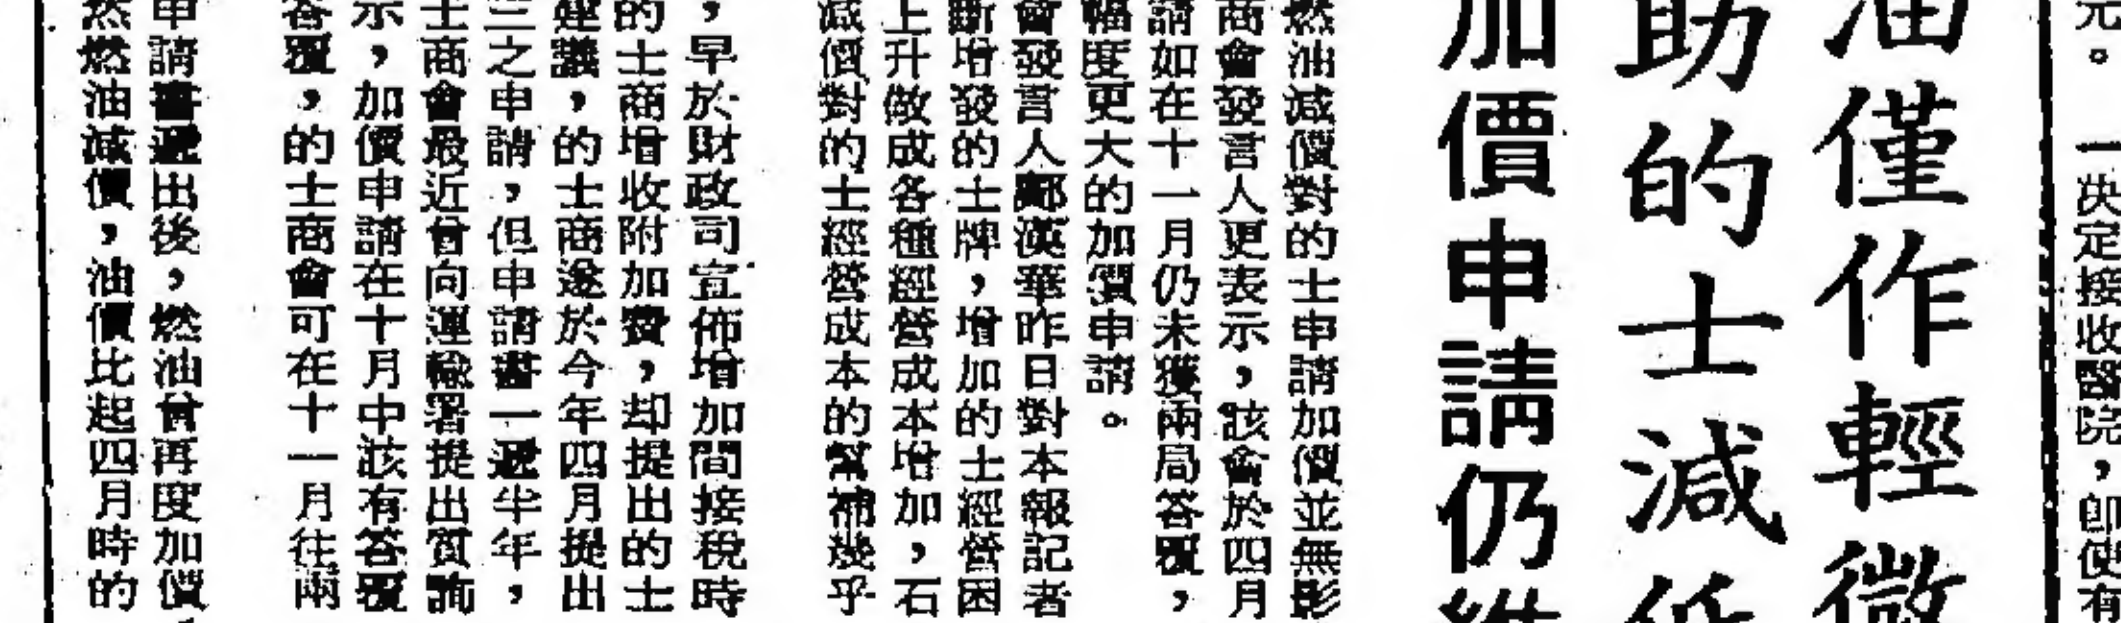 元。 一決定接收醫院，即使有
油僅作輕微
助的士減低
加價申請仍維
燃油減價對的士申請加價並無影
商會發言人更表示，該會於四月
請如在十一月仍未獲兩局答覆，
幅度更大的加價申請。
會發言人鄺漢華昨日對本報記者
斷增發的士牌，增加的士經營困
上升做成各種經營成本增加，石
減價對的士經營成本的幫補幾乎
，早於財政司宣佈增加間接稅時
的士商增收附加費，却提出的士
建議，的士商遂於今年四月提出
三之申請，但申請書一遞半年，
士商會最近曾向運輸署提出質詢
示，加價申請在十月中該有答覆
答覆，的士商會可在十一月往兩
申請書遞出後，燃油曾再度加價
然燃油減價，油價比起四月時的